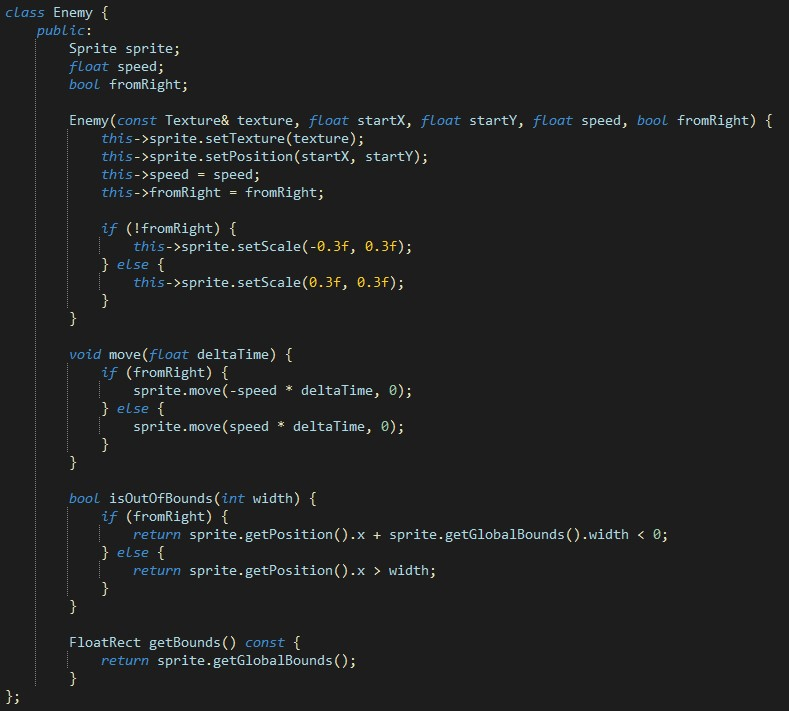 class Enemy {
    public:
        Sprite sprite;
        float speed;
        bool fromRight;

        Enemy(const Texture& texture, float startX, float startY, float speed, bool fromRight) {
            this->sprite.setTexture(texture);
            this->sprite.setPosition(startX, startY);
            this->speed = speed;
            this->fromRight = fromRight;

            if (!fromRight) {
                this->sprite.setScale(-0.3f, 0.3f);
            } else {
                this->sprite.setScale(0.3f, 0.3f);
            }
        }

        void move(float deltaTime) {
            if (fromRight) {
                sprite.move(-speed * deltaTime, 0);
            } else {
                sprite.move(speed * deltaTime, 0);
            }
        }

        bool isOutOfBounds(int width) {
            if (fromRight) {
                return sprite.getPosition().x + sprite.getGlobalBounds().width < 0;
            } else {
                return sprite.getPosition().x > width;
            }
        }

        FloatRect getBounds() const {
            return sprite.getGlobalBounds();
        }
};